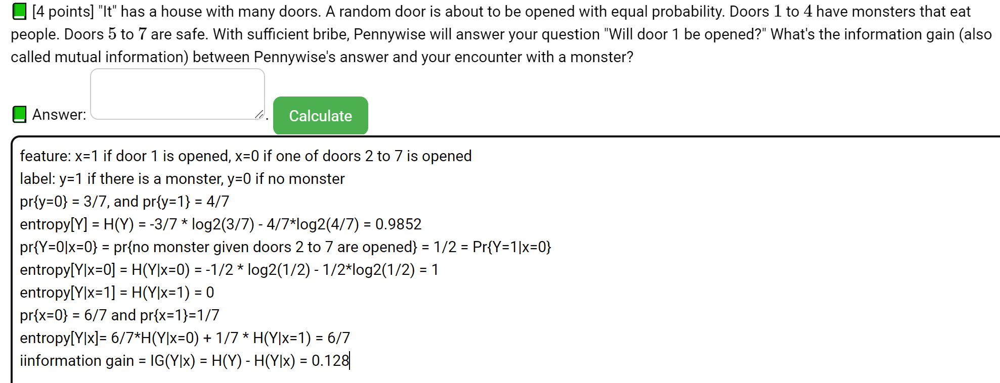 [4 points] "It" has a house with many doors. A random door is about to be opened with equal probability. Doors 1 to 4 have monsters that eat
people. Doors 5 to 7 are safe. With sufficient bribe, Pennywise will answer your question "Will door 1 be opened?" What's the information gain (also
called mutual information) between Pennywise's answer and your encounter with a monster?
Answer: . Calculate
feature: x=1 if door 1 is opened, x=0 if one of doors 2 to 7 is opened
label: y=1 if there is a monster, y=0 if no monster
pr{y=0} = 3/7, and pr{y=1} = 4/7
entropy[Y] = H(Y) = -3/7 * log2(3/7) - 4/7*log2(4/7) = 0.9852
pr{Y=0|x=0} = pr{no monster given doors 2 to 7 are opened} = 1/2 = Pr{Y=1|x=0}
entropy[Y|x=0] = H(Y|x=0) = -1/2 * log2(1/2) - 1/2*log2(1/2) = 1
entropy[Y|x=1] = H(Y|x=1) = 0
pr{x=0} = 6/7 and pr{x=1}=1/7
entropy[Y|x]= 6/7*H(Y|x=0) + 1/7 * H(Y|x=1) = 6/7
iinformation gain = IG(Y|x) = H(Y) - H(Y|x) = 0.128